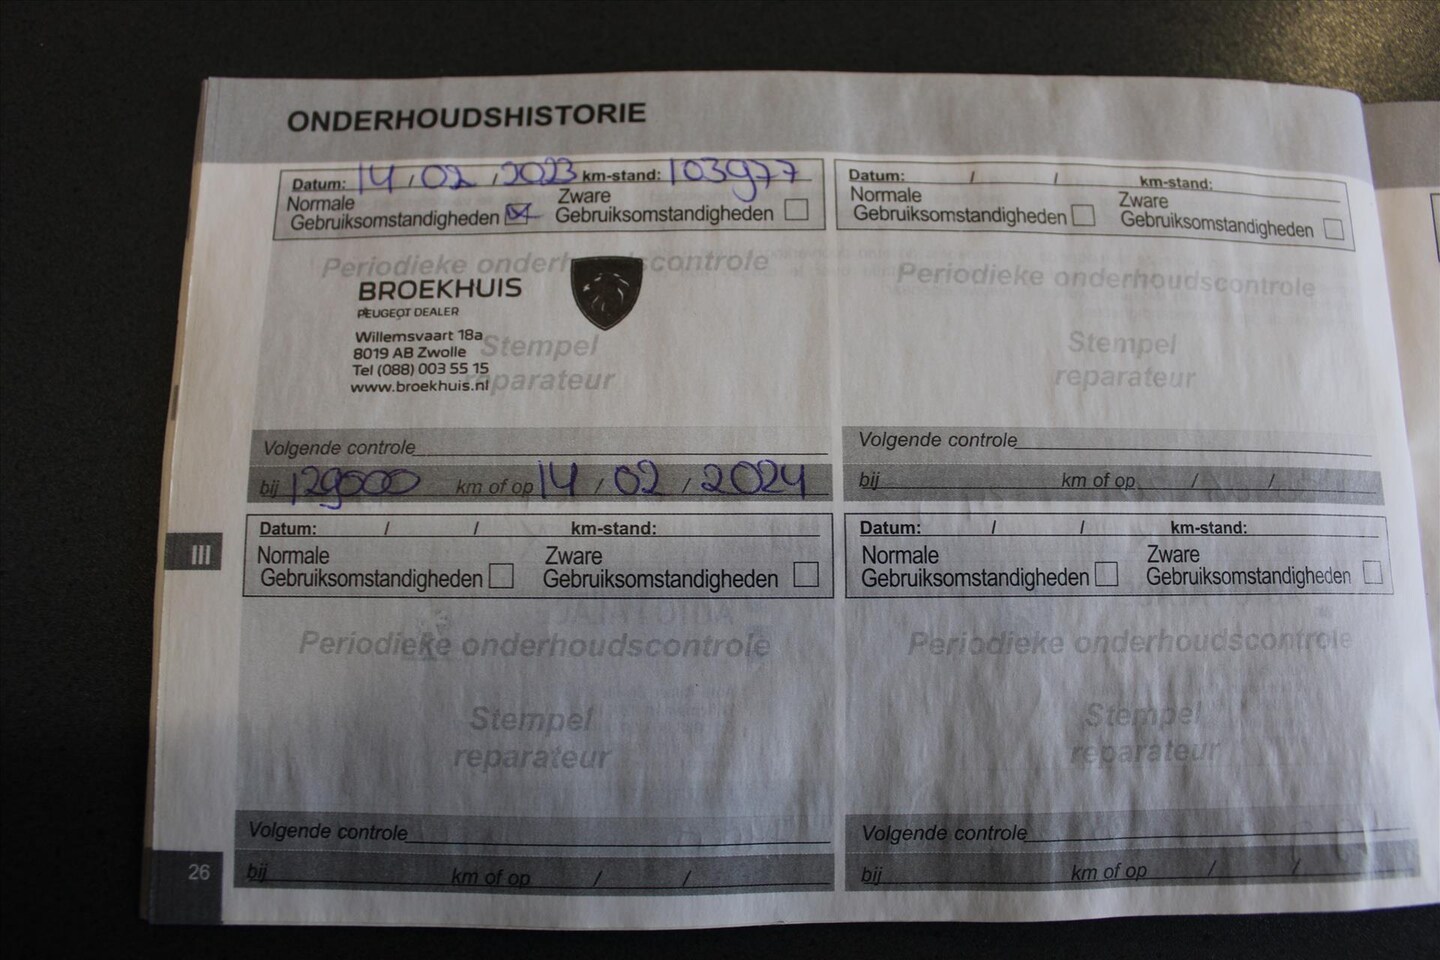 ONDERHOUDSHISTORIE
Datum: 14 / 02 / 2023 km-stand: 103977
Normale Zware
Gebruiksomstandigheden Gebruiksomstandigheden
Periodieke onderhoudscontrole
BROEKHUIS
PEUGEOT DEALER
Willemsvaart 18a
8019 AB Zwolle
Tel (088) 003 55 15
www.broekhuis.nl
Stempel
reparateur
Volgende controle
bij 129000 km of op 14 / 02 / 2024
Datum: / / km-stand:
Normale Zware
Gebruiksomstandigheden Gebruiksomstandigheden
Periodieke onderhoudscontrole
Stempel
reparateur
Volgende controle
bij km of op / /
III
Datum: / / km-stand:
Normale Zware
Gebruiksomstandigheden Gebruiksomstandigheden
Periodieke onderhoudscontrole
Stempel
reparateur
Volgende controle
bij km of op / /
Datum: / / km-stand:
Normale Zware
Gebruiksomstandigheden Gebruiksomstandigheden
Periodieke onderhoudscontrole
Stempel
reparateur
Volgende controle
bij km of op / /
26